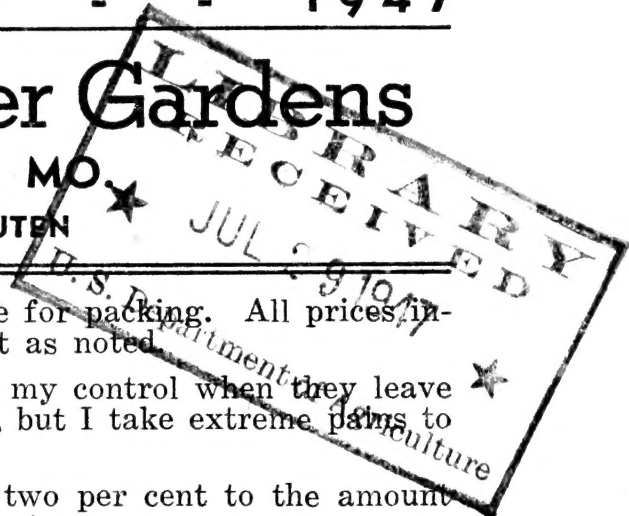 - - 1947
er Gardens
MO.
UTEN
e for packing. All prices in-
t as noted.
my control when they leave
, but I take extreme pains to
two per cent to the amount
LIBRARY
RECEIVED
★ JUL 29 1947 ★
U. S. Department of Agriculture